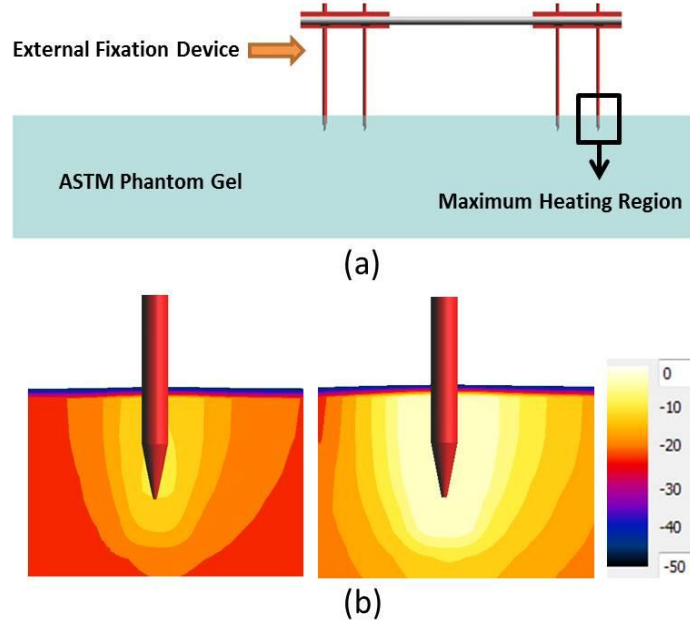 External Fixation Device
ASTM Phantom Gel
Maximum Heating Region
(a)
0
-10
-20
-30
-40
-50
(b)